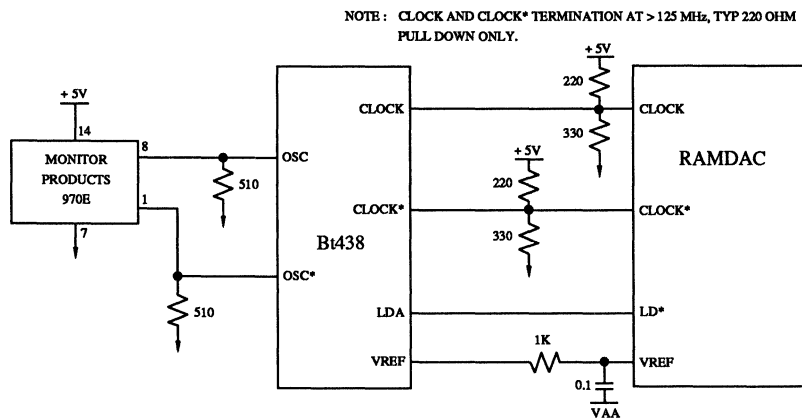 NOTE : CLOCK AND CLOCK* TERMINATION AT > 125 MHz, TYP 220 OHM
PULL DOWN ONLY.
+ 5V
220
CLOCK
CLOCK
330
RAMDAC
+ 5V
14
MONITOR
PRODUCTS
970E
8
1
7
510
OSC
+ 5V
220
CLOCK*
CLOCK*
330
Bt438
OSC*
510
LDA
LD*
1K
VREF
VREF
0.1
VAA